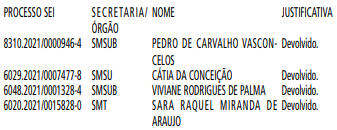 PROCESSO SEI SECRETARIA/ NOME JUSTIFICATIVA
ÓRGÃO
8310.2021/0000946-4 SMSUB PEDRO DE CARVALHO VASCON- Devolvido.
CELOS
6029.2021/0007477-8 SMSU CÁTIA DA CONCEIÇÃO Devolvido.
6048.2021/0001328-4 SMSUB VIVIANE RODRIGUES DE PALMA Devolvido.
6020.2021/0015828-0 SMT SARA RAQUEL MIRANDA DE Devolvido.
ARAUJO